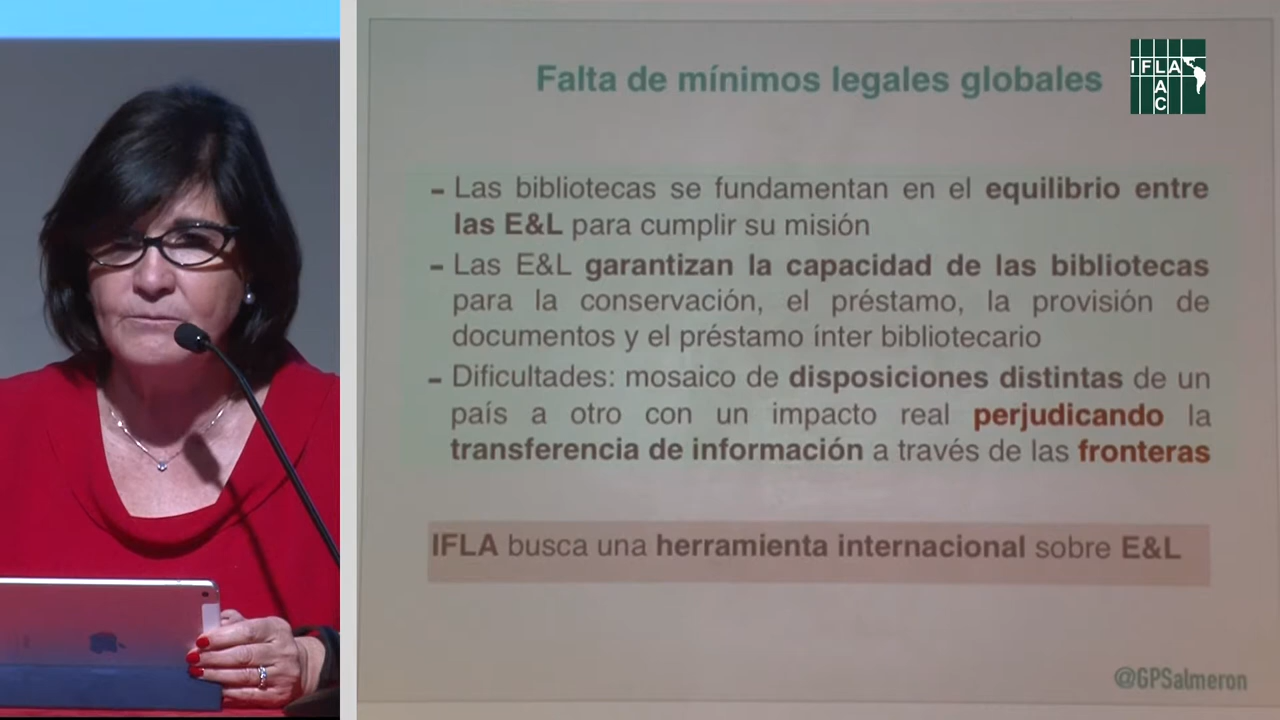 Falta de mínimos legales globales
IFLA
A
C
- Las bibliotecas se fundamentan en el equilibrio entre
las E&L para cumplir su misión
- Las E&L garantizan la capacidad de las bibliotecas
para la conservación, el préstamo, la provisión de
documentos y el préstamo ínter bibliotecario
- Dificultades: mosaico de disposiciones distintas de un
país a otro con un impacto real perjudicando la
transferencia de información a través de las fronteras
IFLA busca una herramienta internacional sobre E&L
@GPSalmeron